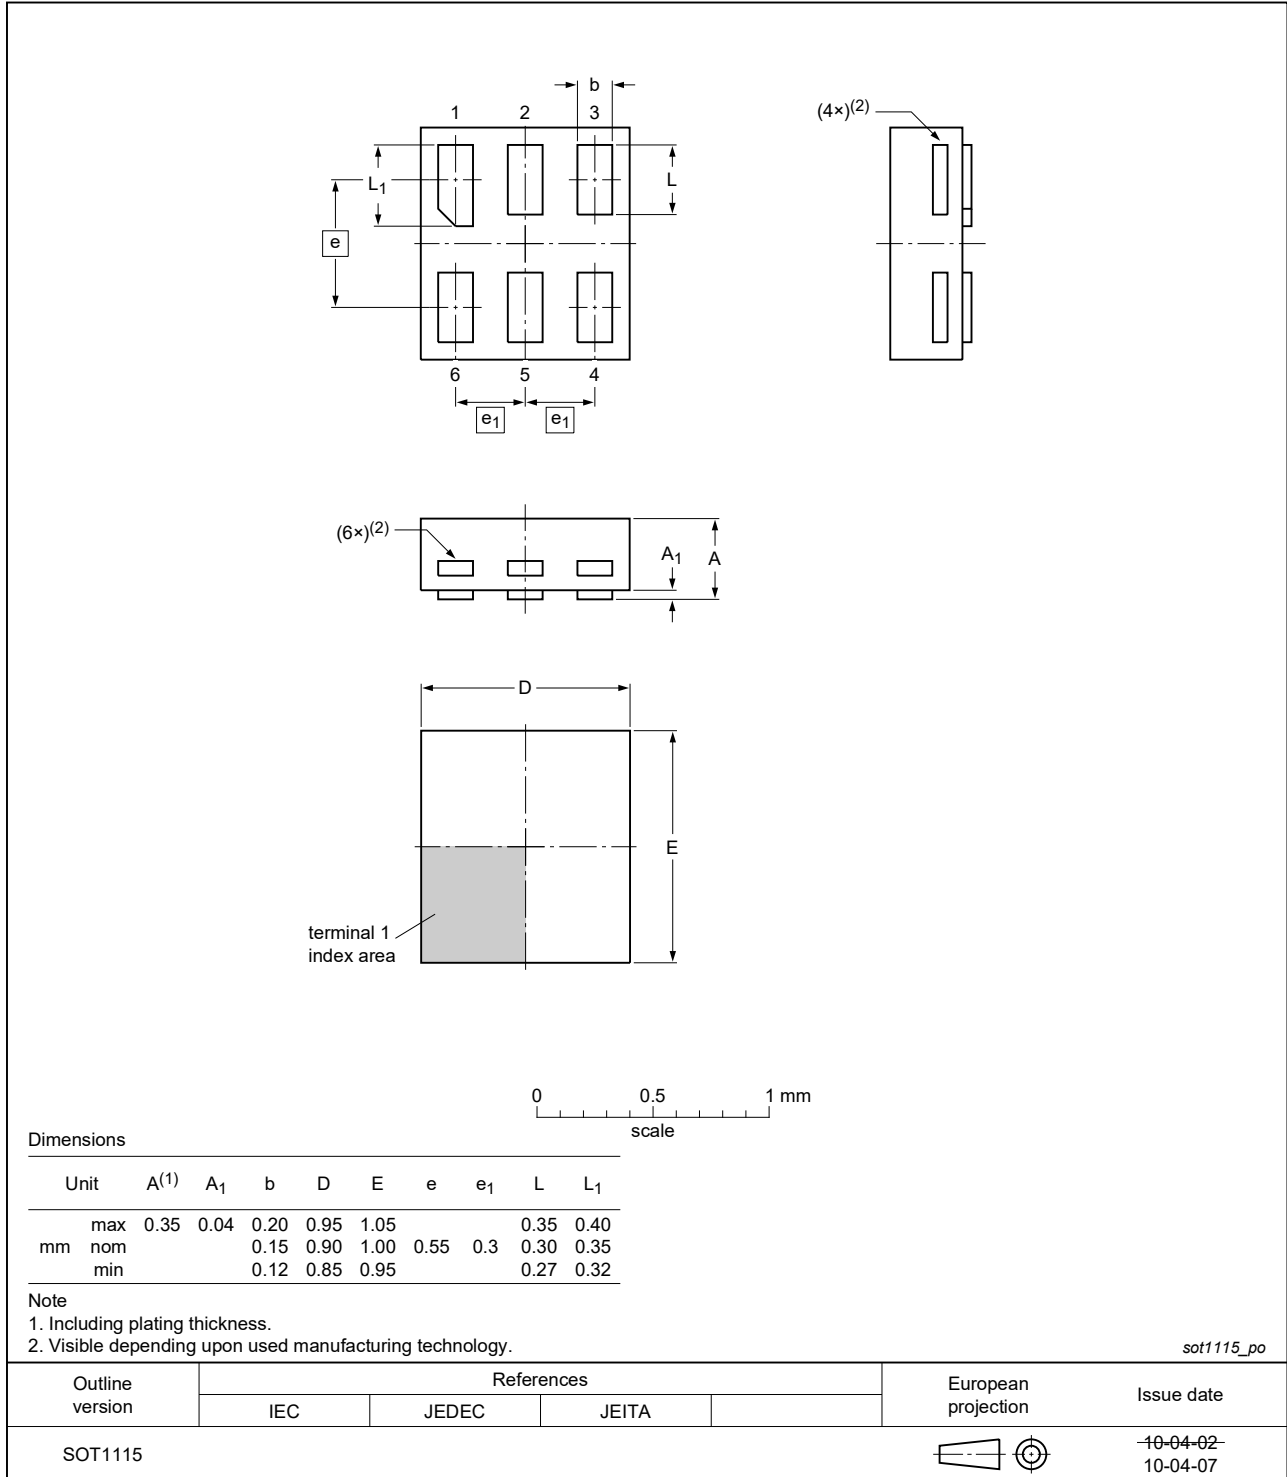 b
1 2 3
(4×)(2)
L1
L
e
6 5 4
e1 e1
(6×)(2)
A1 A
D
E
terminal 1
index area
0 0.5 1 mm
scale
Dimensions
Unit A(1) A1 b D E e e1 L L1
max 0.35 0.04 0.20 0.95 1.05 0.35 0.40
mm nom 0.15 0.90 1.00 0.55 0.3 0.30 0.35
min 0.12 0.85 0.95 0.27 0.32
Note
1. Including plating thickness.
2. Visible depending upon used manufacturing technology.
sot1115_po
Outline
version
References
IEC JEDEC JEITA
European
projection
Issue date
SOT1115
10-04-02
10-04-07